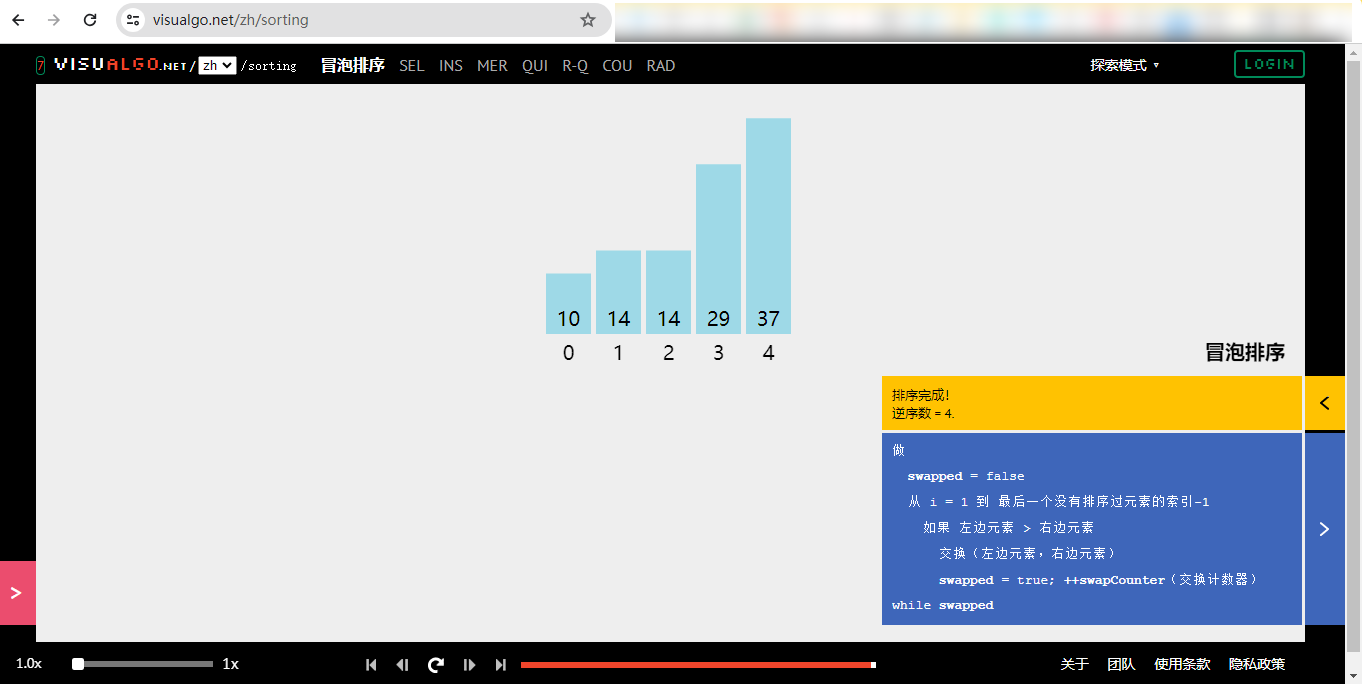 visualgo.net/zh/sorting
7 VISUALGO.NET / zh /sorting 冒泡排序 SEL INS MER QUI R-Q COU RAD 探索模式 ▼ LOGIN
10 14 14 29 37
0 1 2 3 4
冒泡排序
排序完成!
逆序数 = 4.
做
swapped = false
从 i = 1 到 最后一个没有排序过元素的索引-1
如果 左边元素 > 右边元素
交换（左边元素，右边元素）
swapped = true; ++swapCounter（交换计数器）
while swapped
1.0x 1x 关于 团队 使用条款 隐私政策